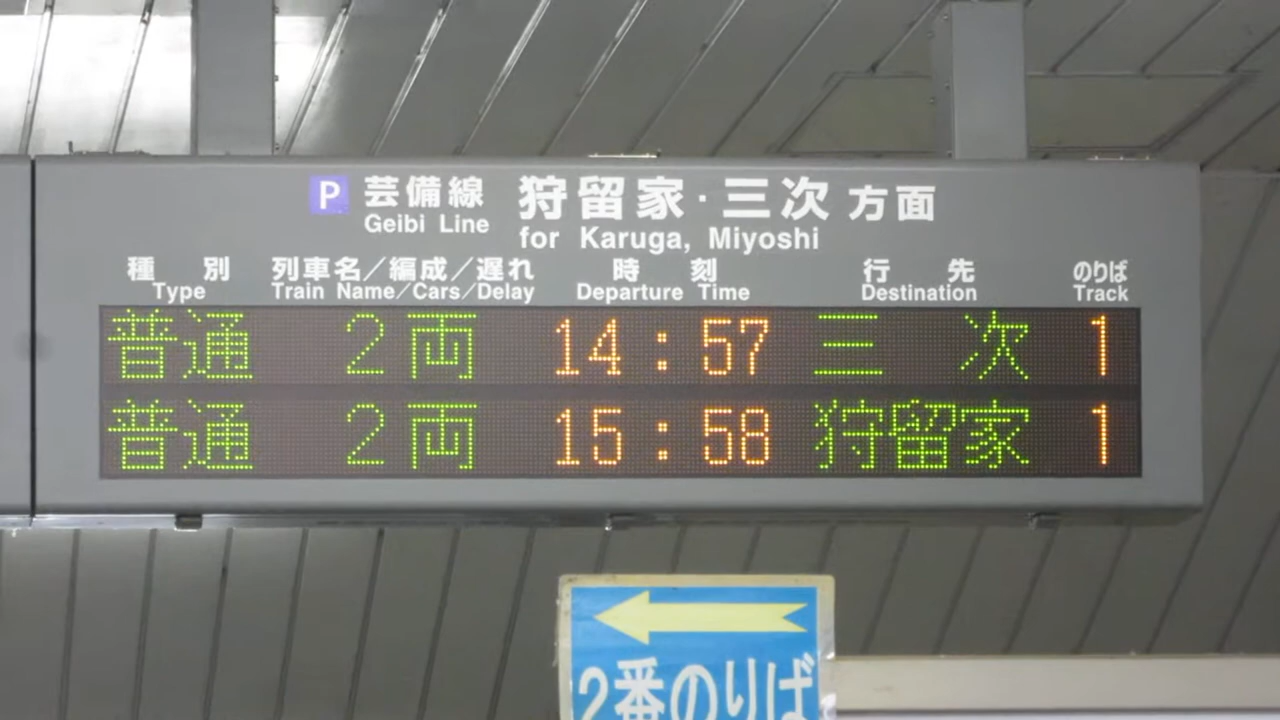 P 芸備線 狩留家・三次 方面
Geibi Line for Karuga, Miyoshi
種別 列車名／編成／遅れ 時刻 行先 のりば
Type Train Name／Cars／Delay Departure Time Destination Track
普通 2両 14:57 三次 1
普通 2両 15:58 狩留家 1
2番のりば